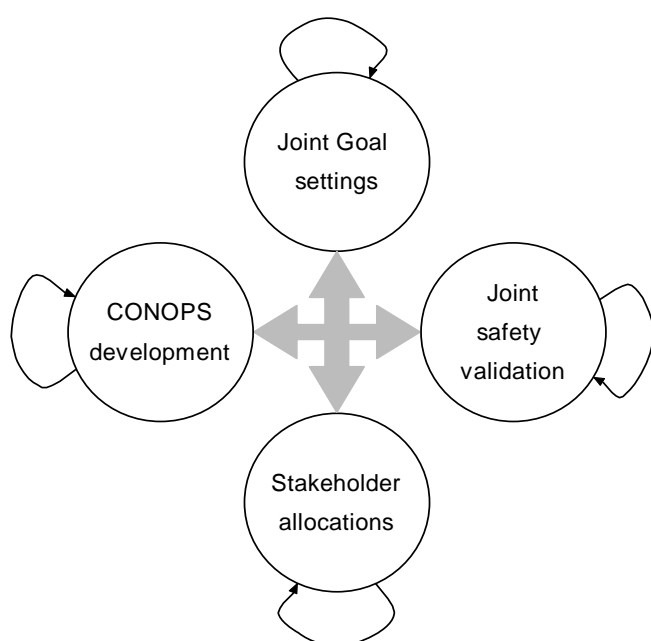 Joint Goal
settings
CONOPS
development
Joint
safety
validation
Stakeholder
allocations